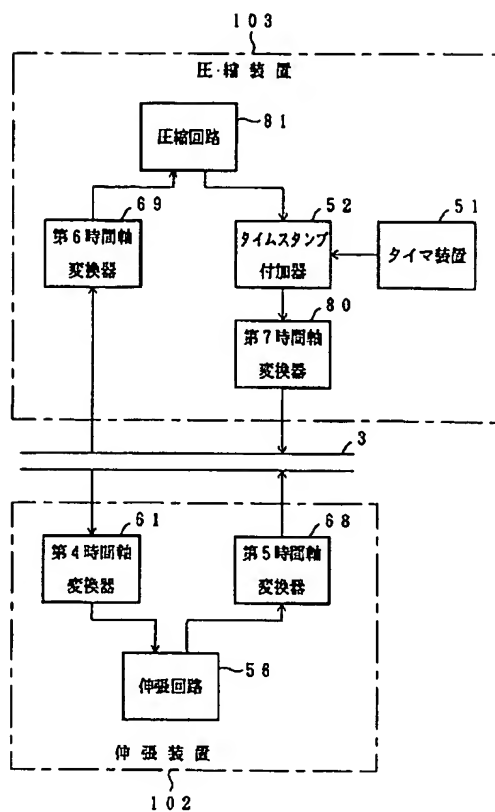 103
圧縮装置
81
圧縮回路
69
第6時間軸
変換器
52
タイムスタンプ
付加器
51
タイマ装置
80
第7時間軸
変換器
3
61
第4時間軸
変換器
68
第5時間軸
変換器
56
伸張回路
伸張装置
102